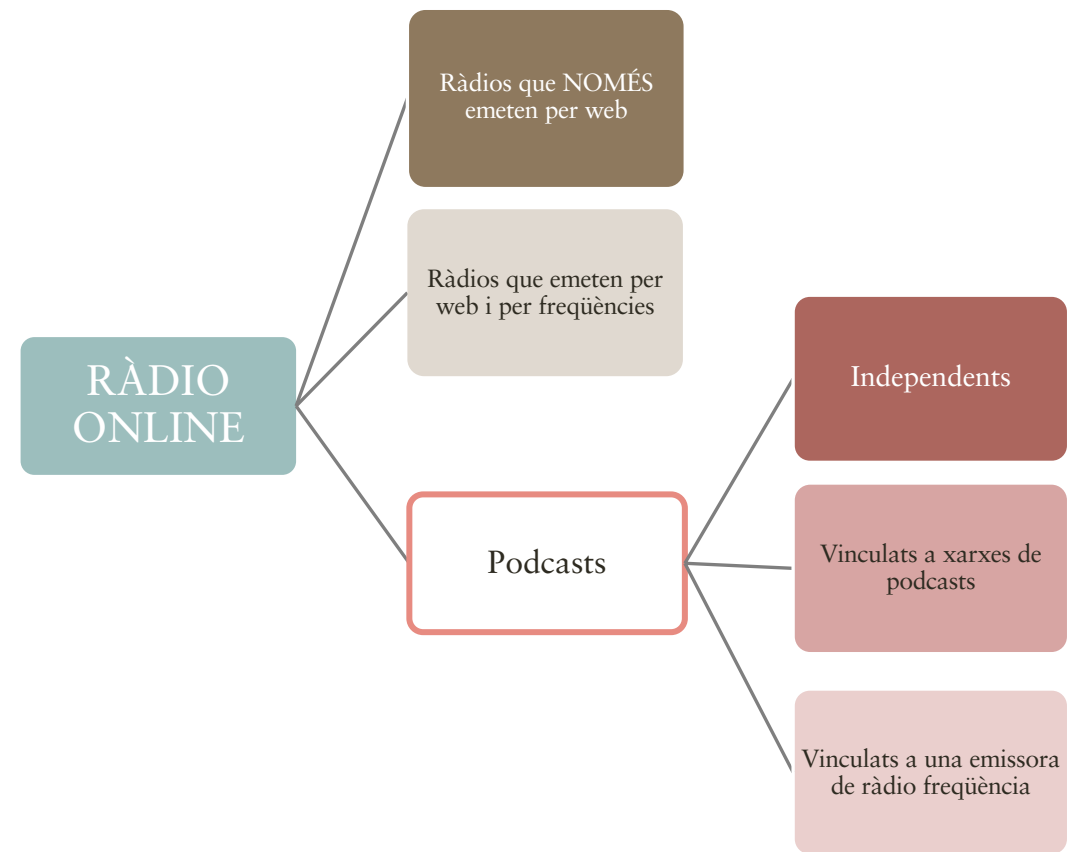 Ràdios que NOMÉS
emeten per web
Ràdios que emeten per
web i per freqüències
RÀDIO
ONLINE
Podcasts
Independents
Vinculats a xarxes de
podcasts
Vinculats a una emissora
de ràdio freqüència